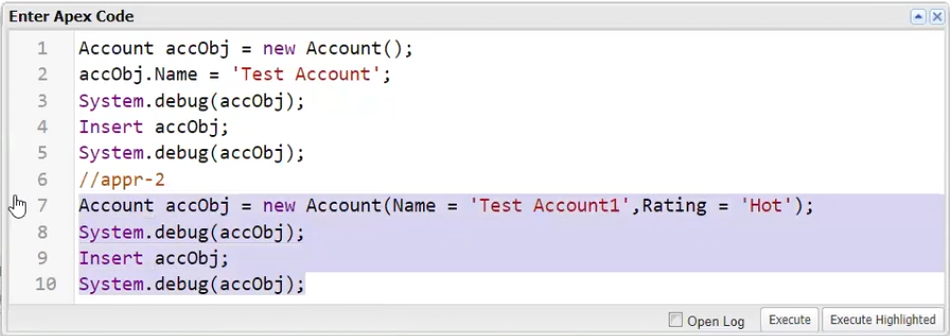 Enter Apex Code
1 Account accObj = new Account();
2 accObj.Name = 'Test Account';
3 System.debug(accObj);
4 Insert accObj;
5 System.debug(accObj);
6 //appr-2
7 Account accObj = new Account(Name = 'Test Account1',Rating = 'Hot');
8 System.debug(accObj);
9 Insert accObj;
10 System.debug(accObj);
Open Log Execute Execute Highlighted